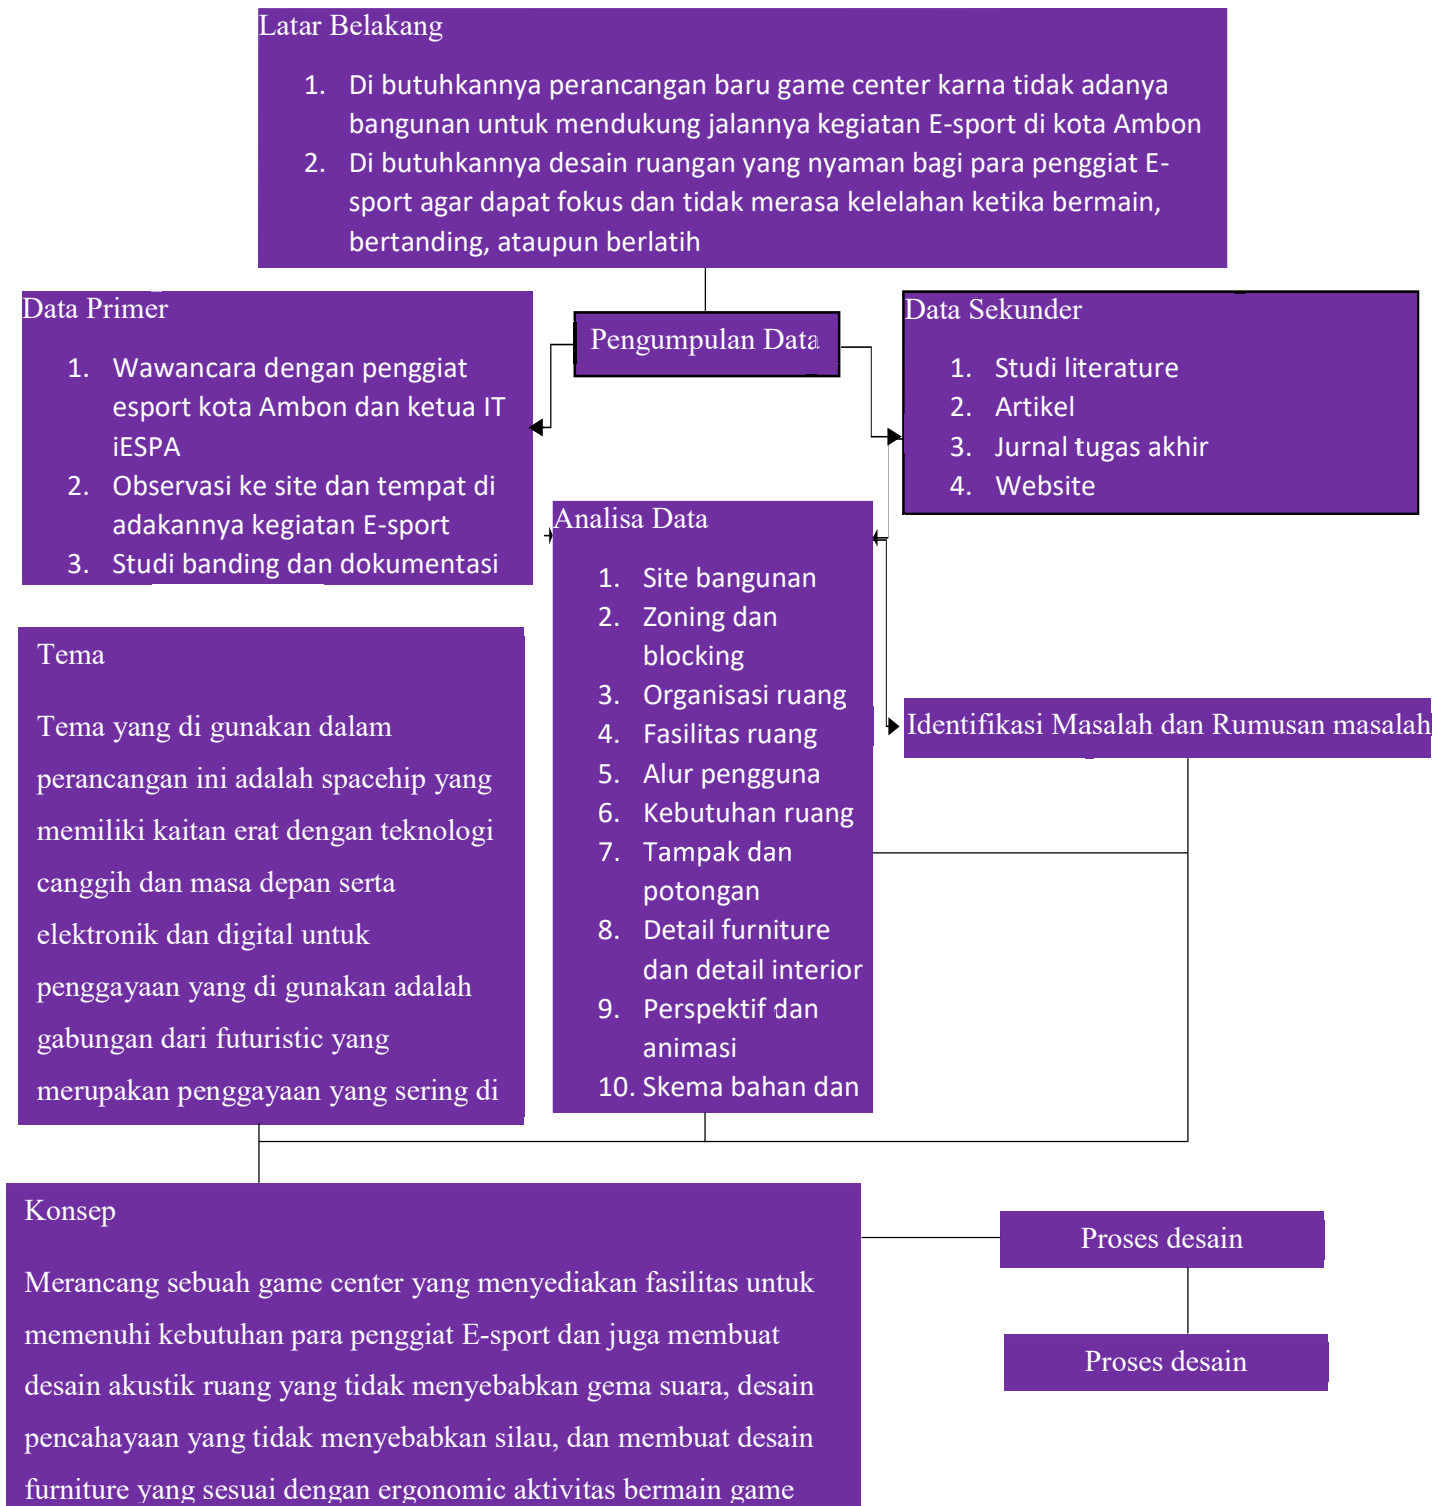 Latar Belakang
1. Di butuhkannya perancangan baru game center karna tidak adanya
bangunan untuk mendukung jalannya kegiatan E-sport di kota Ambon
2. Di butuhkannya desain ruangan yang nyaman bagi para penggiat E-
sport agar dapat fokus dan tidak merasa kelelahan ketika bermain,
bertanding, ataupun berlatih
Data Primer
1. Wawancara dengan penggiat
esport kota Ambon dan ketua IT
iESPA
2. Observasi ke site dan tempat di
adakannya kegiatan E-sport
3. Studi banding dan dokumentasi
Pengumpulan Data
Data Sekunder
1. Studi literature
2. Artikel
3. Jurnal tugas akhir
4. Website
Analisa Data
1. Site bangunan
2. Zoning dan
blocking
3. Organisasi ruang
4. Fasilitas ruang
5. Alur pengguna
6. Kebutuhan ruang
7. Tampak dan
potongan
8. Detail furniture
dan detail interior
9. Perspektif dan
animasi
10. Skema bahan dan
Identifikasi Masalah dan Rumusan masalah
Tema
Tema yang di gunakan dalam
perancangan ini adalah spacehip yang
memiliki kaitan erat dengan teknologi
canggih dan masa depan serta
elektronik dan digital untuk
penggayaan yang di gunakan adalah
gabungan dari futuristic yang
merupakan penggayaan yang sering di
Konsep
Merancang sebuah game center yang menyediakan fasilitas untuk
memenuhi kebutuhan para penggiat E-sport dan juga membuat
desain akustik ruang yang tidak menyebabkan gema suara, desain
pencahayaan yang tidak menyebabkan silau, dan membuat desain
furniture yang sesuai dengan ergonomic aktivitas bermain game
Proses desain
Proses desain